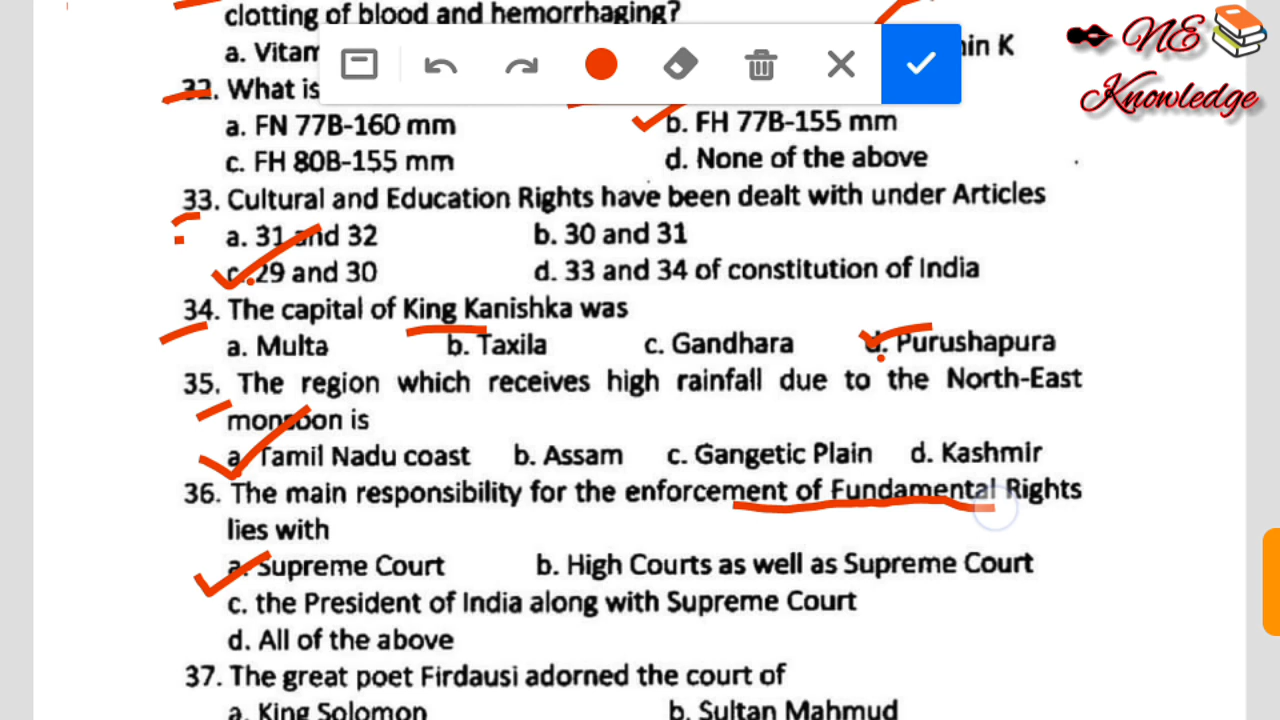 clotting of blood and hemorrhaging?
a.
in K
NE
Knowledge
32. What is
a. FN 77B-160 mm b. FH 77B-155 mm
c. FH 80B-155 mm d. None of the above
33. Cultural and Education Rights have been dealt with under Articles
a. 31 and 32 b. 30 and 31
c. 29 and 30 d. 33 and 34 of constitution of India
34. The capital of King Kanishka was
a. Multa b. Taxila c. Gandhara d. Purushapura
35. The region which receives high rainfall due to the North-East
monsoon is
a. Tamil Nadu coast b. Assam c. Gangetic Plain d. Kashmir
36. The main responsibility for the enforcement of Fundamental Rights
lies with
a. Supreme Court b. High Courts as well as Supreme Court
c. the President of India along with Supreme Court
d. All of the above
37. The great poet Firdausi adorned the court of
a. King Solomon b. Sultan Mahmud